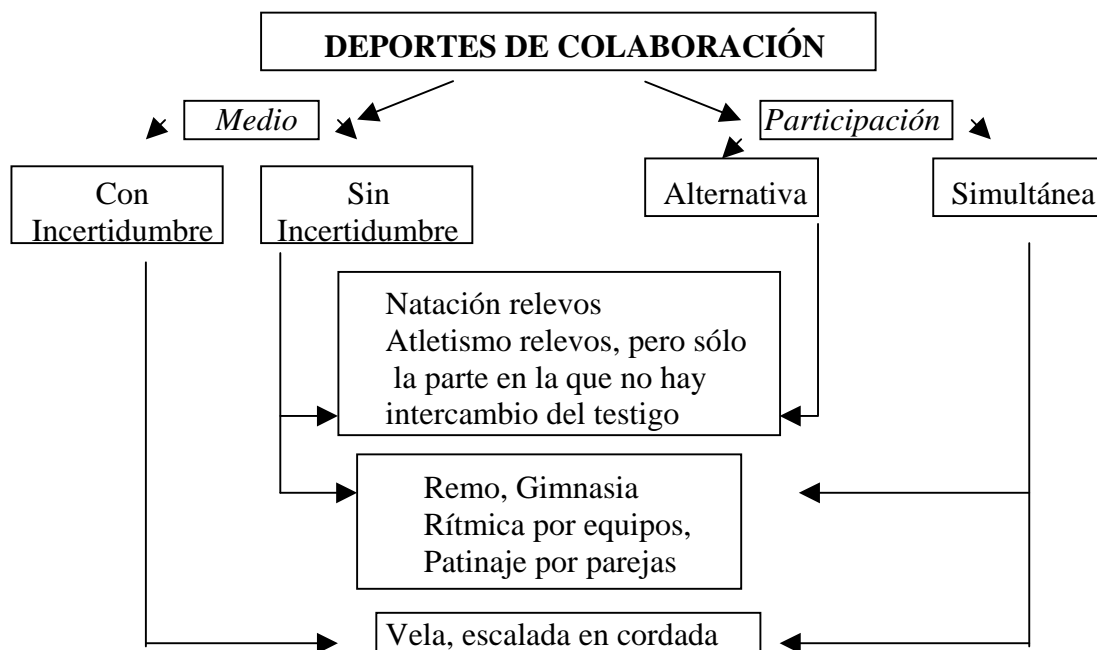 DEPORTES DE COLABORACIÓN
Medio
Participación
Con
Incertidumbre
Sin
Incertidumbre
Alternativa
Simultánea
Natación relevos
Atletismo relevos, pero sólo
la parte en la que no hay
intercambio del testigo
Remo, Gimnasia
Rítmica por equipos,
Patinaje por parejas
Vela, escalada en cordada